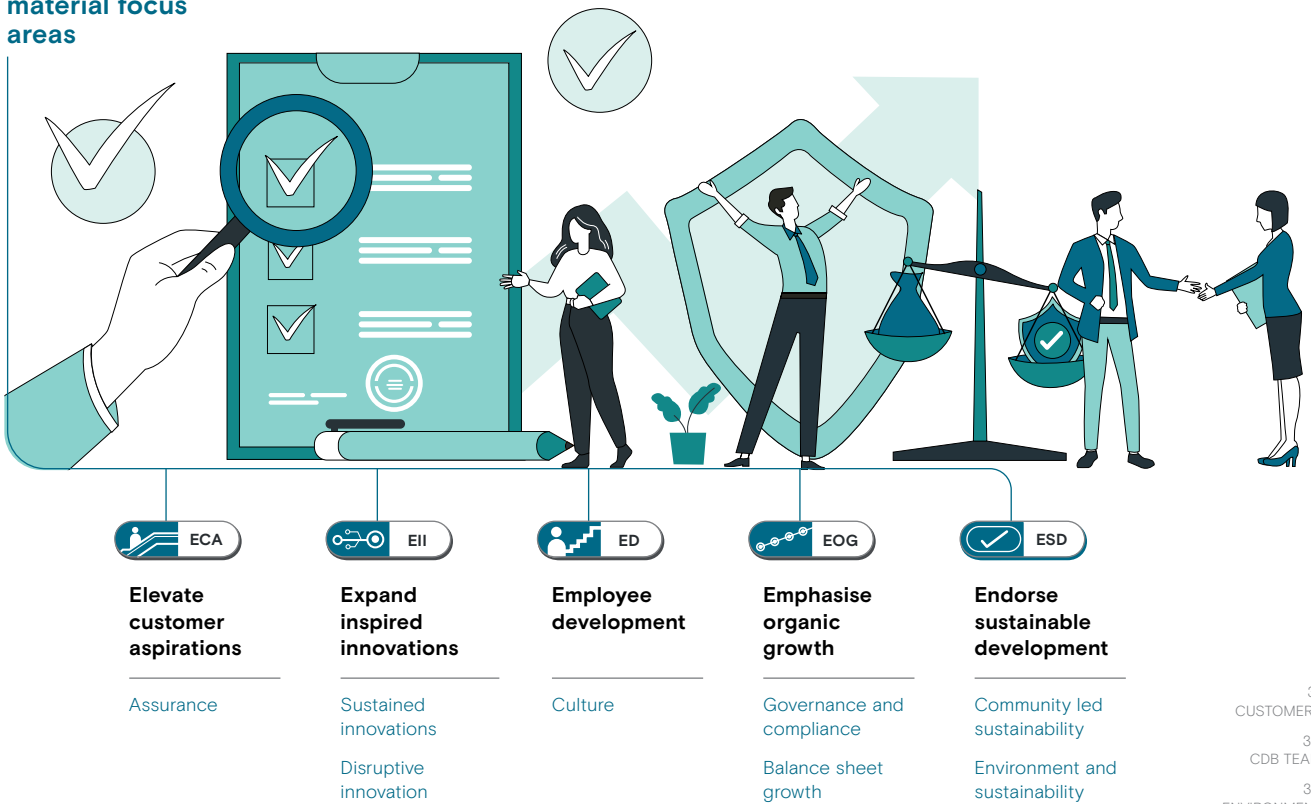 material focus
areas
ECA
Elevate
customer
aspirations
Assurance
EII
Expand
inspired
innovations
Sustained
innovations
Disruptive
innovation
ED
Employee
development
Culture
EOG
Emphasise
organic
growth
Governance and
compliance
Balance sheet
growth
ESD
Endorse
sustainable
development
Community led
sustainability
Environment and
sustainability
CUSTOMER
CDB TEA